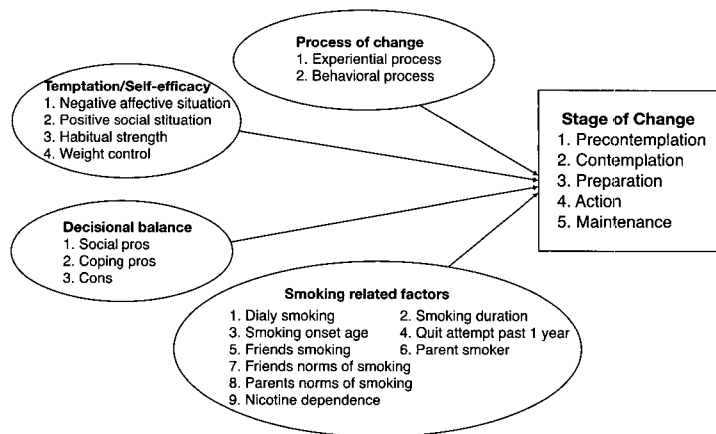 Process of change
1. Experiential process
2. Behavioral process
Temptation/Self-efficacy
1. Negative affective situation
2. Positive social stituation
3. Habitual strength
4. Weight control
Stage of Change
1. Precontemplation
2. Contemplation
3. Preparation
4. Action
5. Maintenance
Decisional balance
1. Social pros
2. Coping pros
3. Cons
Smoking related factors
1. Dialy smoking 2. Smoking duration
3. Smoking onset age 4. Quit attempt past 1 year
5. Friends smoking 6. Parent smoker
7. Friends norms of smoking
8. Parents norms of smoking
9. Nicotine dependence